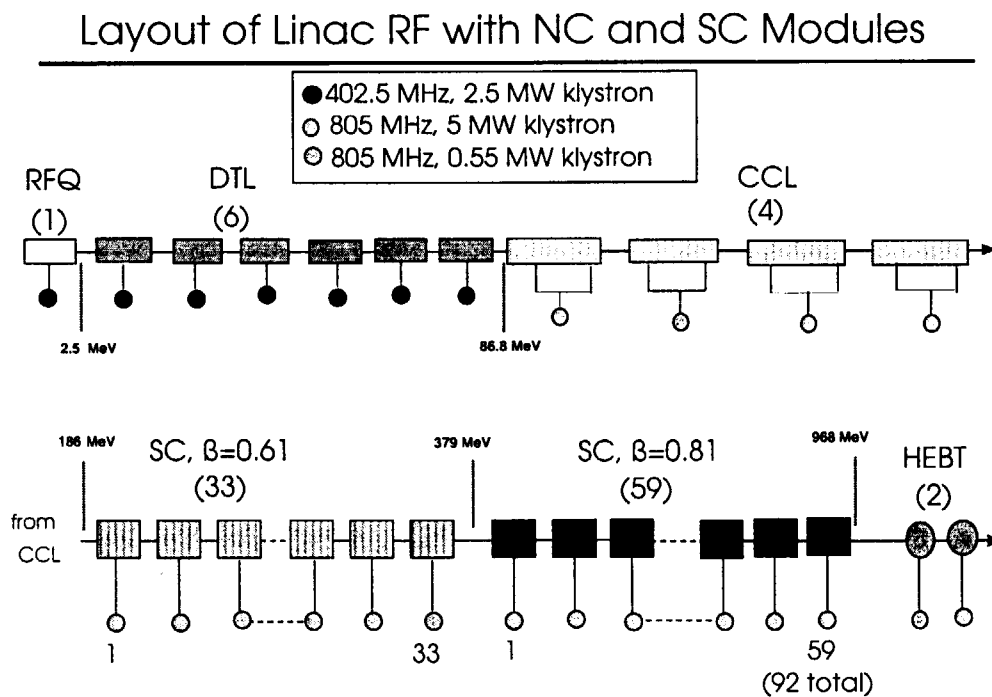 Layout of Linac RF with NC and SC Modules
402.5 MHz, 2.5 MW klystron
805 MHz, 5 MW klystron
805 MHz, 0.55 MW klystron
RFQ
(1)
DTL
(6)
CCL
(4)
2.5 MeV
86.8 MeV
186 MeV
SC, ß=0.61
(33)
379 MeV
SC, ß=0.81
(59)
968 MeV
HEBT
(2)
from
CCL
1
33
1
59
(92 total)